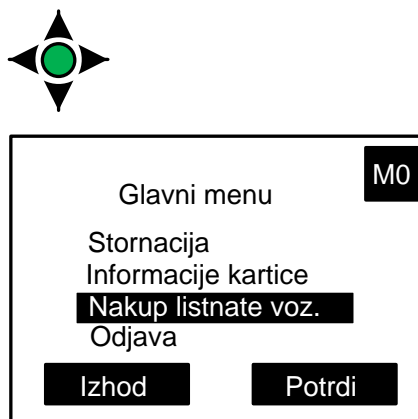 M0
Glavni menu
Stornacija
Informacije kartice
Nakup listnate voz.
Odjava
Izhod Potrdi